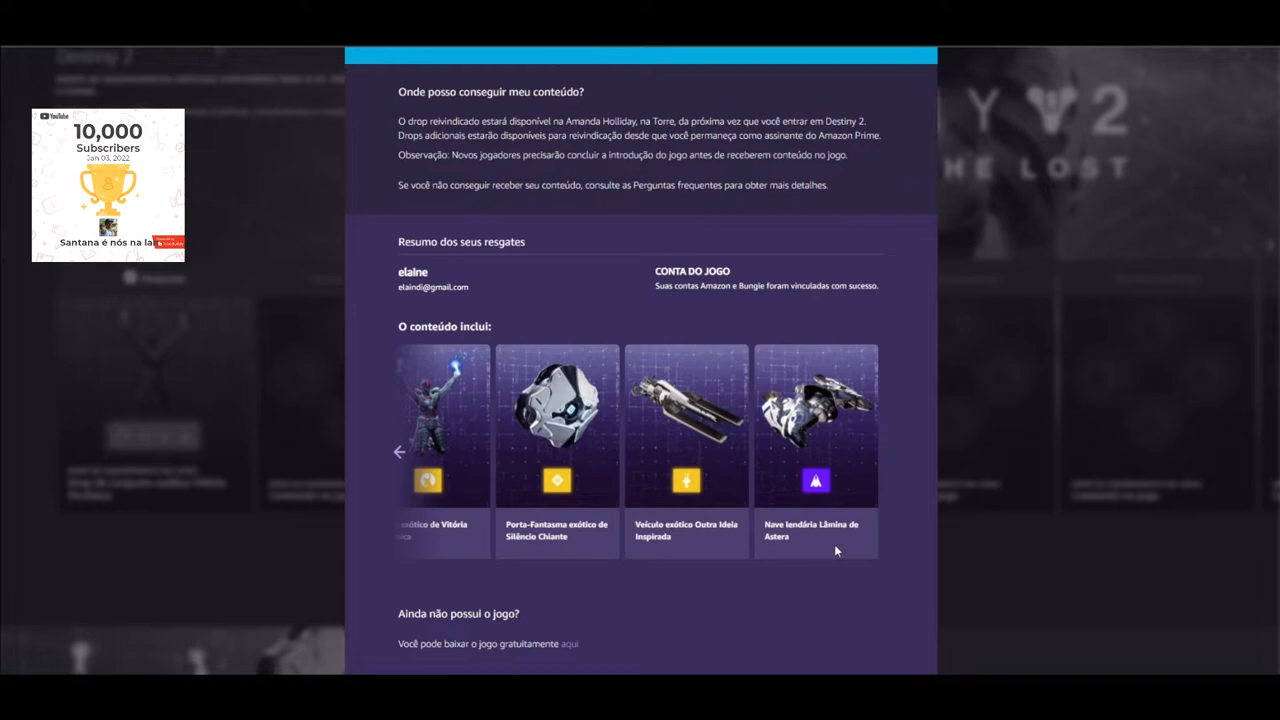 Destiny 2
YouTube
10,000
Subscribers
Jan 03, 2022
Santana é nós na la
Onde posso conseguir meu conteúdo?
O drop reivindicado estará disponível na Amanda Holliday, na Torre, da próxima vez que você entrar em Destiny 2.
Drops adicionais estarão disponíveis para reivindicação desde que você permaneça como assinante do Amazon Prime.
Observação: Novos jogadores precisarão concluir a introdução do jogo antes de receberem conteúdo no jogo.
Se você não conseguir receber seu conteúdo, consulte as Perguntas frequentes para obter mais detalhes.
Y 2
HE LOST
Resumo dos seus resgates
elaine
elaindi@gmail.com
CONTA DO JOGO
Suas contas Amazon e Bungie foram vinculadas com sucesso.
O conteúdo inclui:
exótico de Vitória
Porta-Fantasma exótico de
Silêncio Chiante
Veículo exótico Outra Ideia
Inspirada
Nave lendária Lâmina de
Astera
Ainda não possui o jogo?
Você pode baixar o jogo gratuitamente aqui